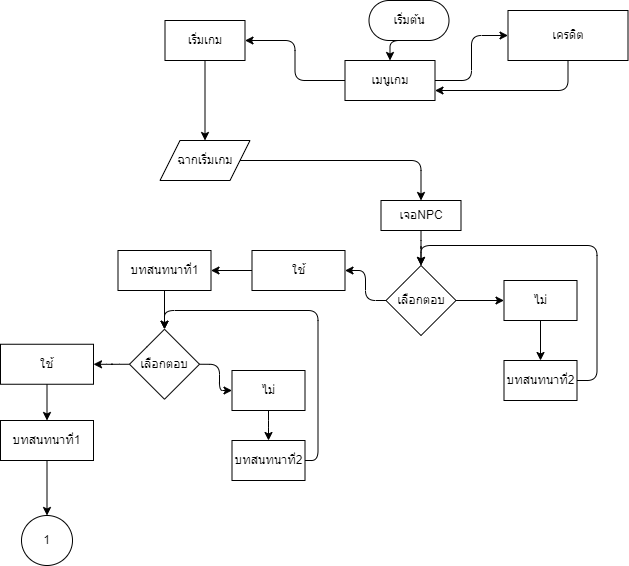 เริ่มต้น
เริ่มเกม
เครดิต
เมนูเกม
ฉากเริ่มเกม
เจอNPC
บทสนทนาที่1
ใช้
เลือกตอบ
ไม่
บทสนทนาที่2
ใช้
เลือกตอบ
ไม่
บทสนทนาที่1
บทสนทนาที่2
1